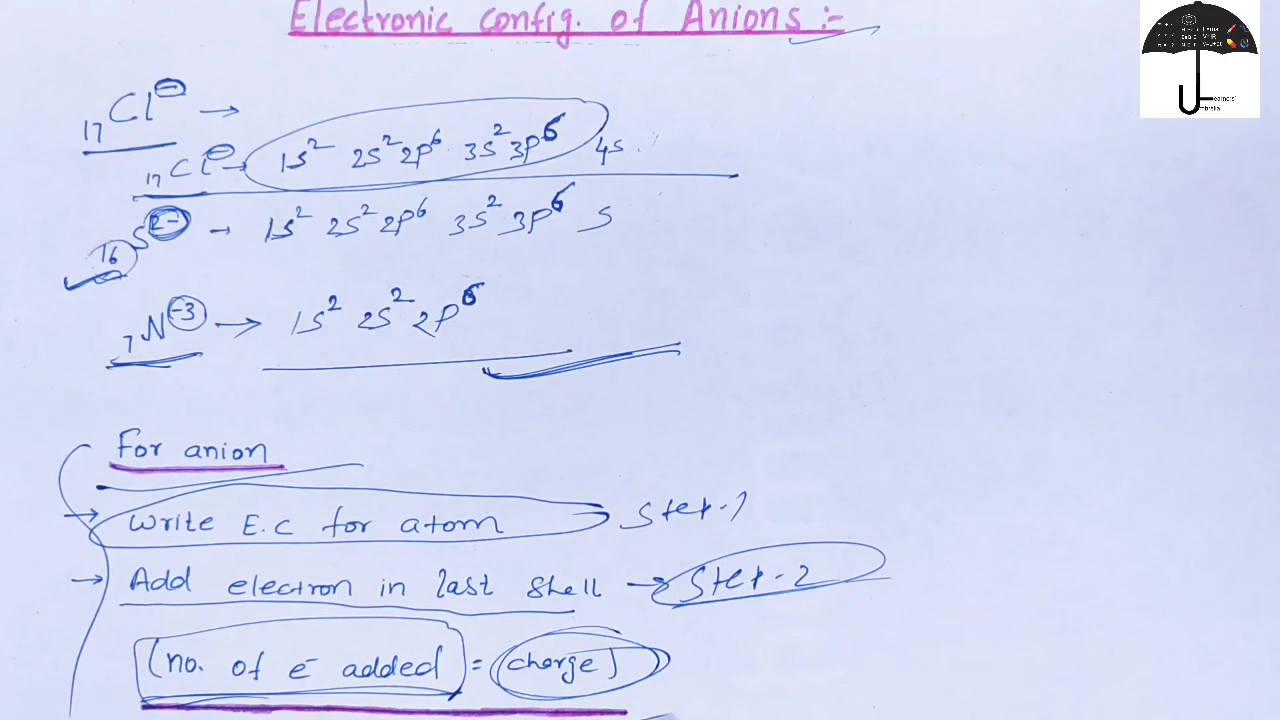 Electronic config. of Anions :-
17Cl⊖ →
17Cl⊖ → 1s² 2s² 2p⁶ 3s² 3p⁶ 4s
16S²⁻ → 1s² 2s² 2p⁶ 3s² 3p⁶ s
7N⁻³ → 1s² 2s² 2p⁶
For anion
→ Write E.C for atom Step-1
→ Add electron in last shell → Step-2
(no. of e⁻ added = charge)
Learners'
Umbrella